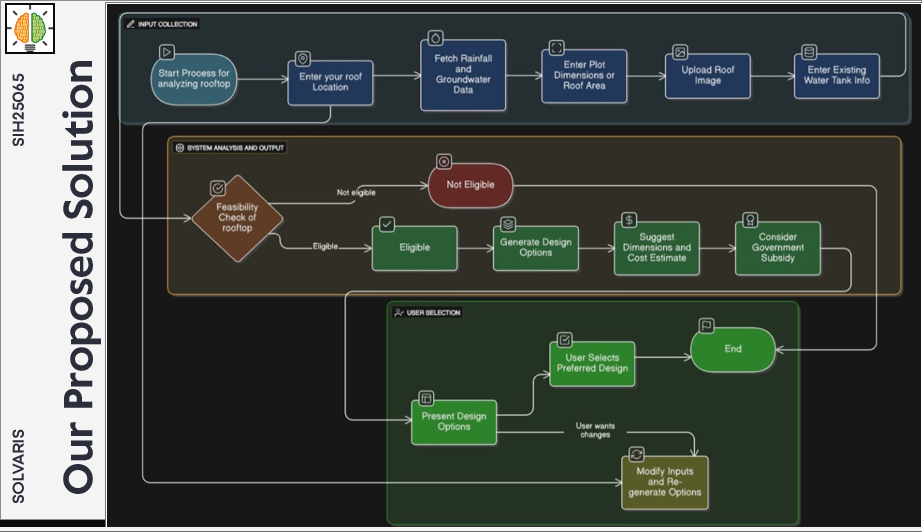 SIH25065
Our Proposed Solution
SOLVARIS
INPUT COLLECTION
Start Process for
analyzing rooftop
Enter your roof
Location
Fetch Rainfall
and
Groundwater
Data
Enter Plot
Dimensions or
Roof Area
Upload Roof
Image
Enter Existing
Water Tank Info
SYSTEM ANALYSIS AND OUTPUT
Feasibility
Check of
rooftop
Not eligible
Not Eligible
Eligible
Eligible
Generate Design
Options
Suggest
Dimensions and
Cost Estimate
Consider
Government
Subsidy
USER SELECTION
User Selects
Preferred Design
End
Present Design
Options
User wants
changes
Modify Inputs
and Re-
generate Options